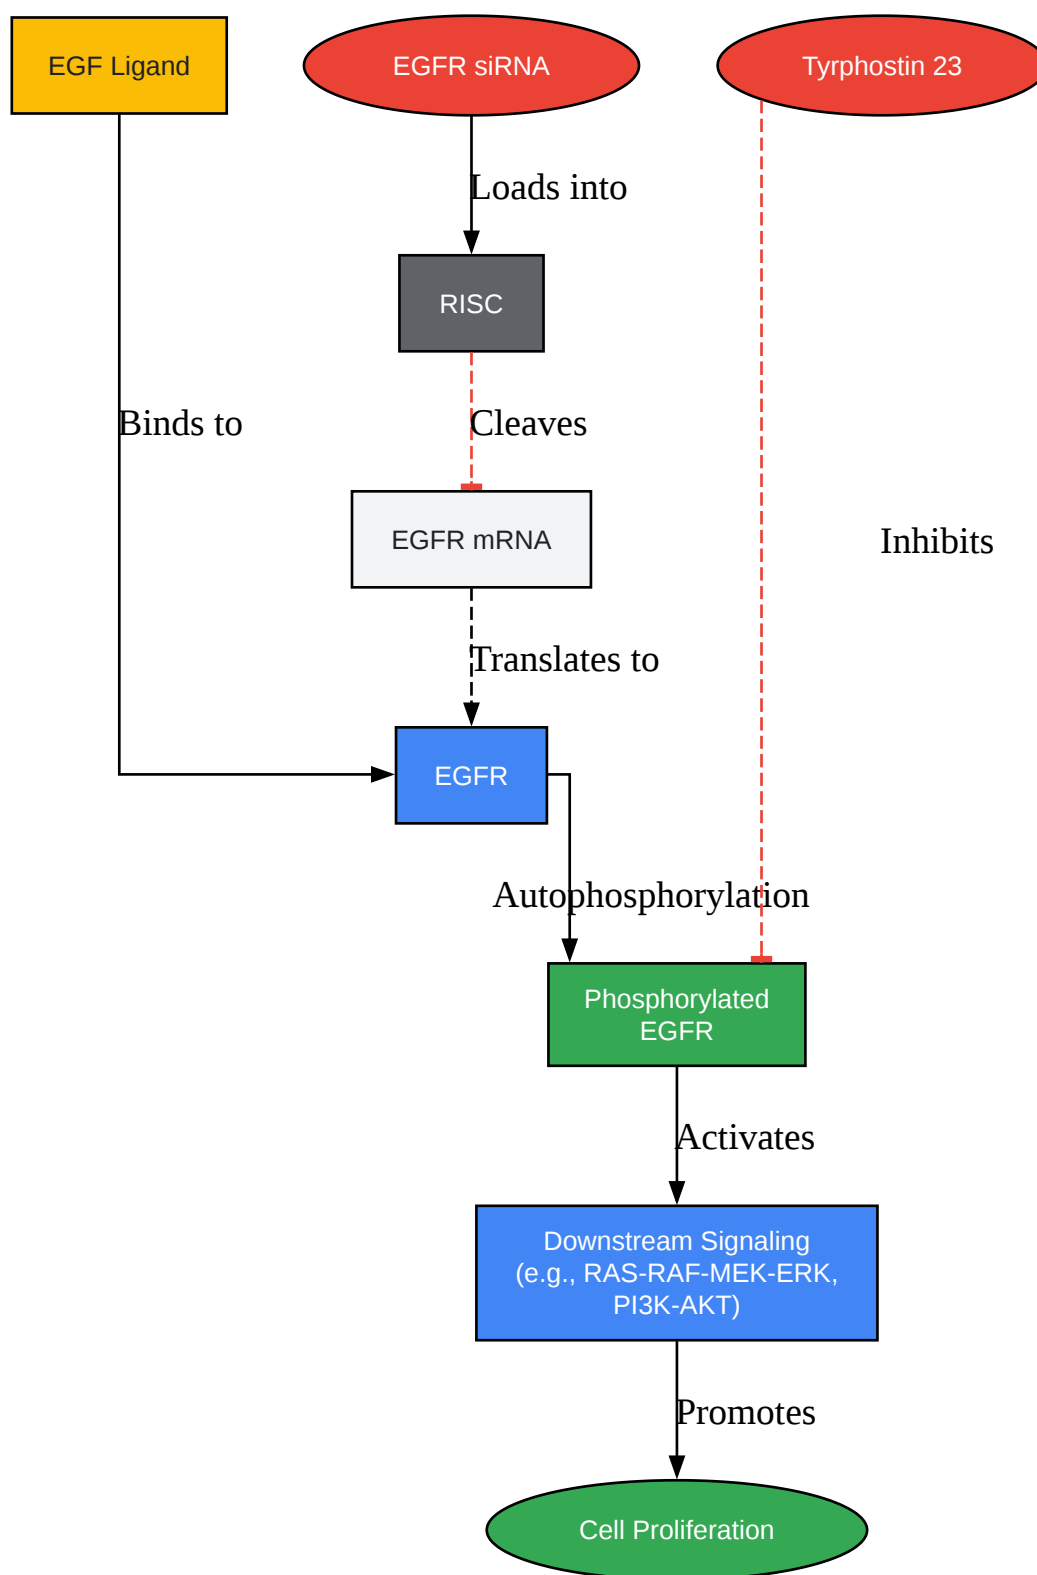 EGF Ligand
EGFR siRNA
Tyrphostin 23
Loads into
RISC
Binds to
Cleaves
EGFR mRNA
Inhibits
Translates to
EGFR
Autophosphorylation
Phosphorylated
EGFR
Activates
Downstream Signaling
(e.g., RAS-RAF-MEK-ERK,
PI3K-AKT)
Promotes
Cell Proliferation